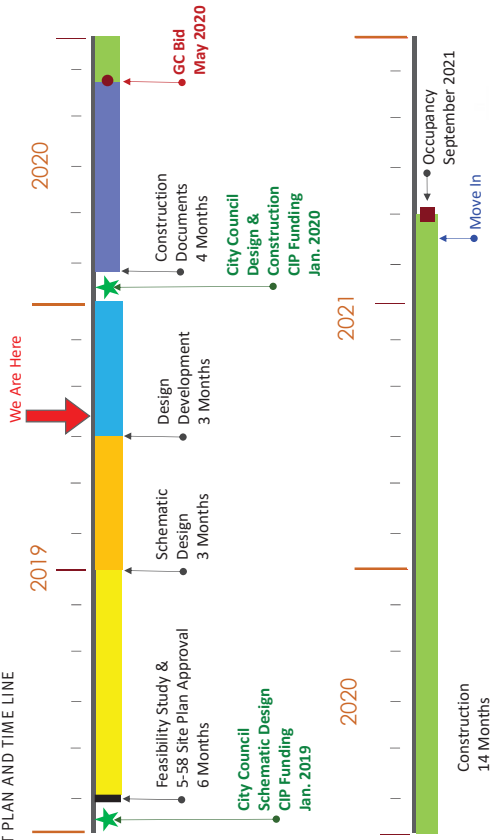 T PLAN AND TIME LINE
2019
2020
We Are Here
Feasibility Study &
5-58 Site Plan Approval
6 Months
Schematic
Design
3 Months
Design
Development
3 Months
Construction
Documents
4 Months
GC Bid
May 2020
City Council
Schematic Design
CIP Funding
Jan. 2019
City Council
Design &
Construction
CIP Funding
Jan. 2020
2020
2021
Construction
14 Months
Move In
Occupancy
September 2021